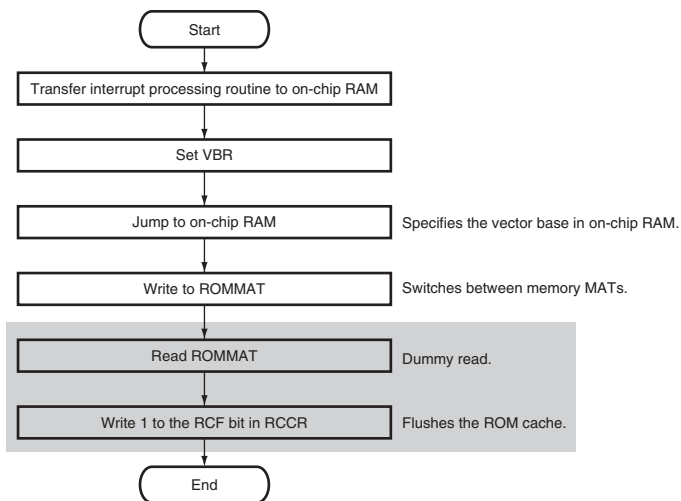 Start
Transfer interrupt processing routine to on-chip RAM
Set VBR
Jump to on-chip RAM
Specifies the vector base in on-chip RAM.
Write to ROMMAT
Switches between memory MATs.
Read ROMMAT
Dummy read.
Write 1 to the RCF bit in RCCR
Flushes the ROM cache.
End